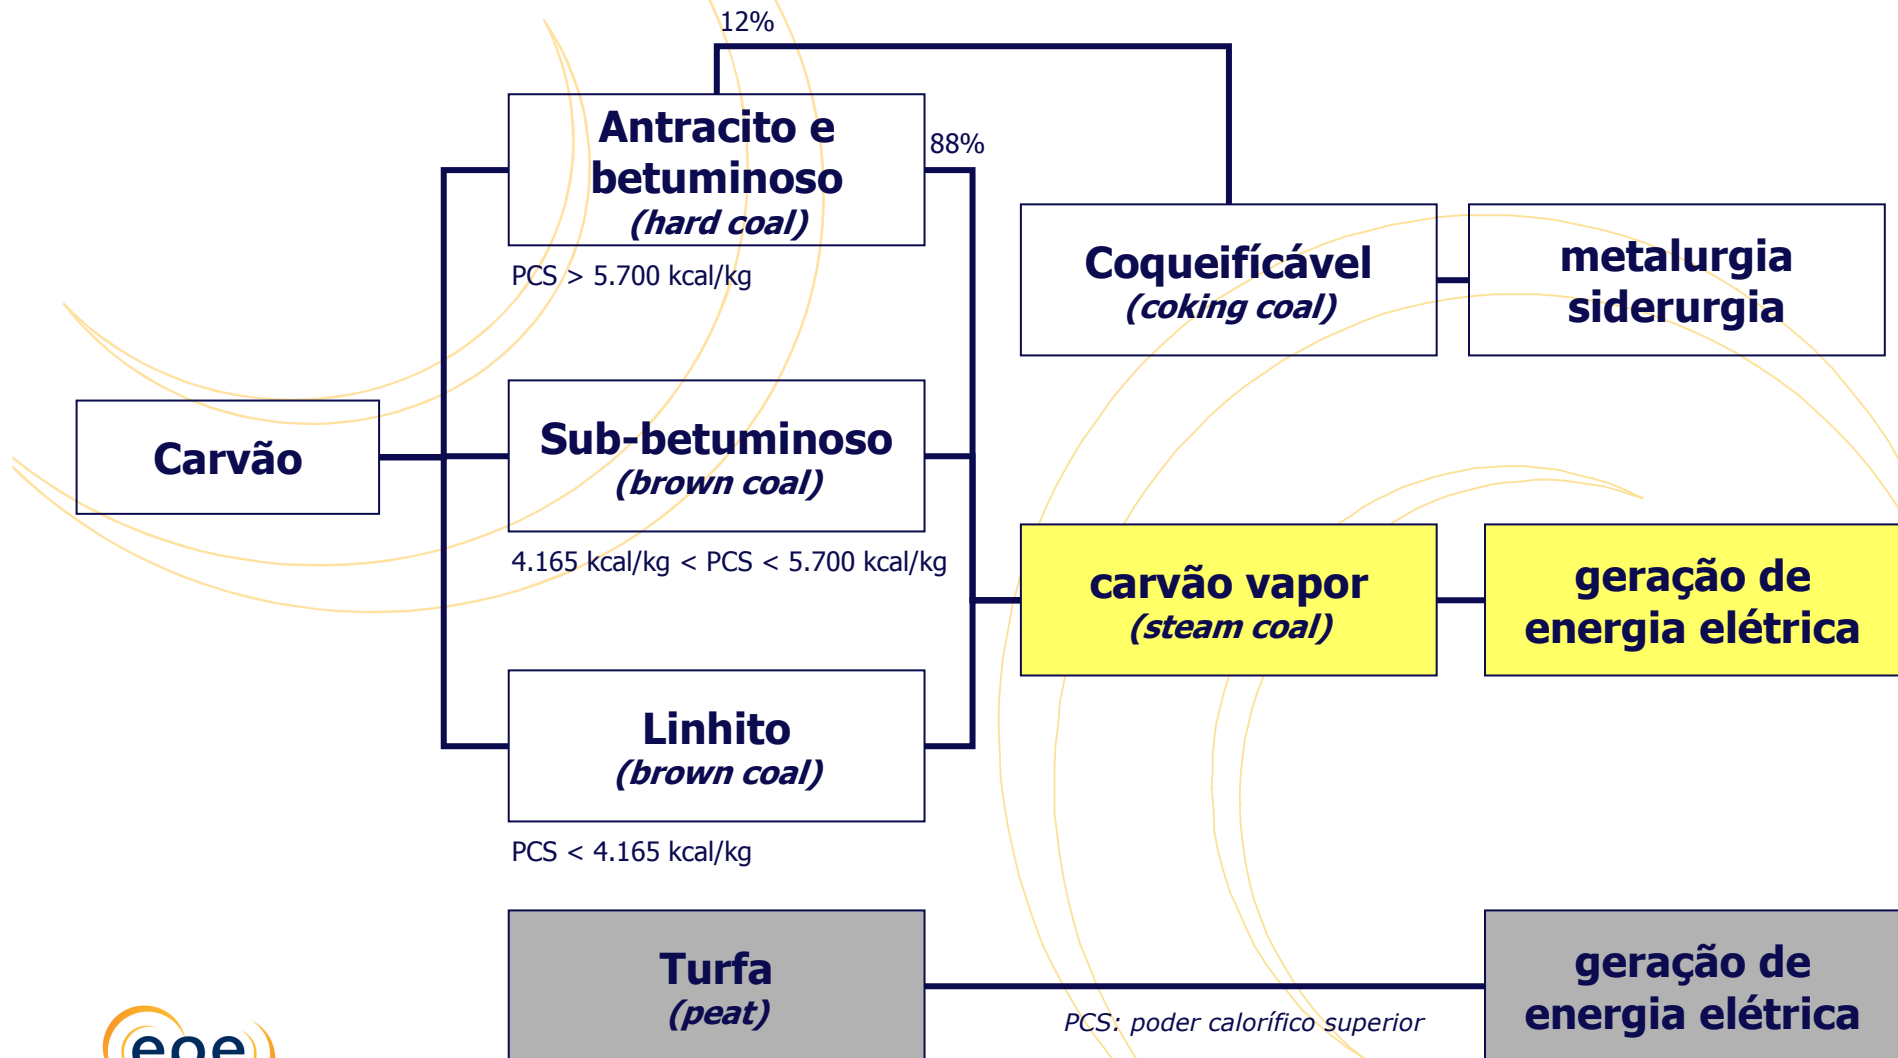 12%
Antracito e
betuminoso
(hard coal)
88%
PCS > 5.700 kcal/kg
Coqueifícável
(coking coal)
metalurgia
siderurgia
Carvão
Sub-betuminoso
(brown coal)
4.165 kcal/kg < PCS < 5.700 kcal/kg
carvão vapor
(steam coal)
geração de
energia elétrica
Linhito
(brown coal)
PCS < 4.165 kcal/kg
Turfa
(peat)
geração de
energia elétrica
PCS: poder calorífico superior
epe